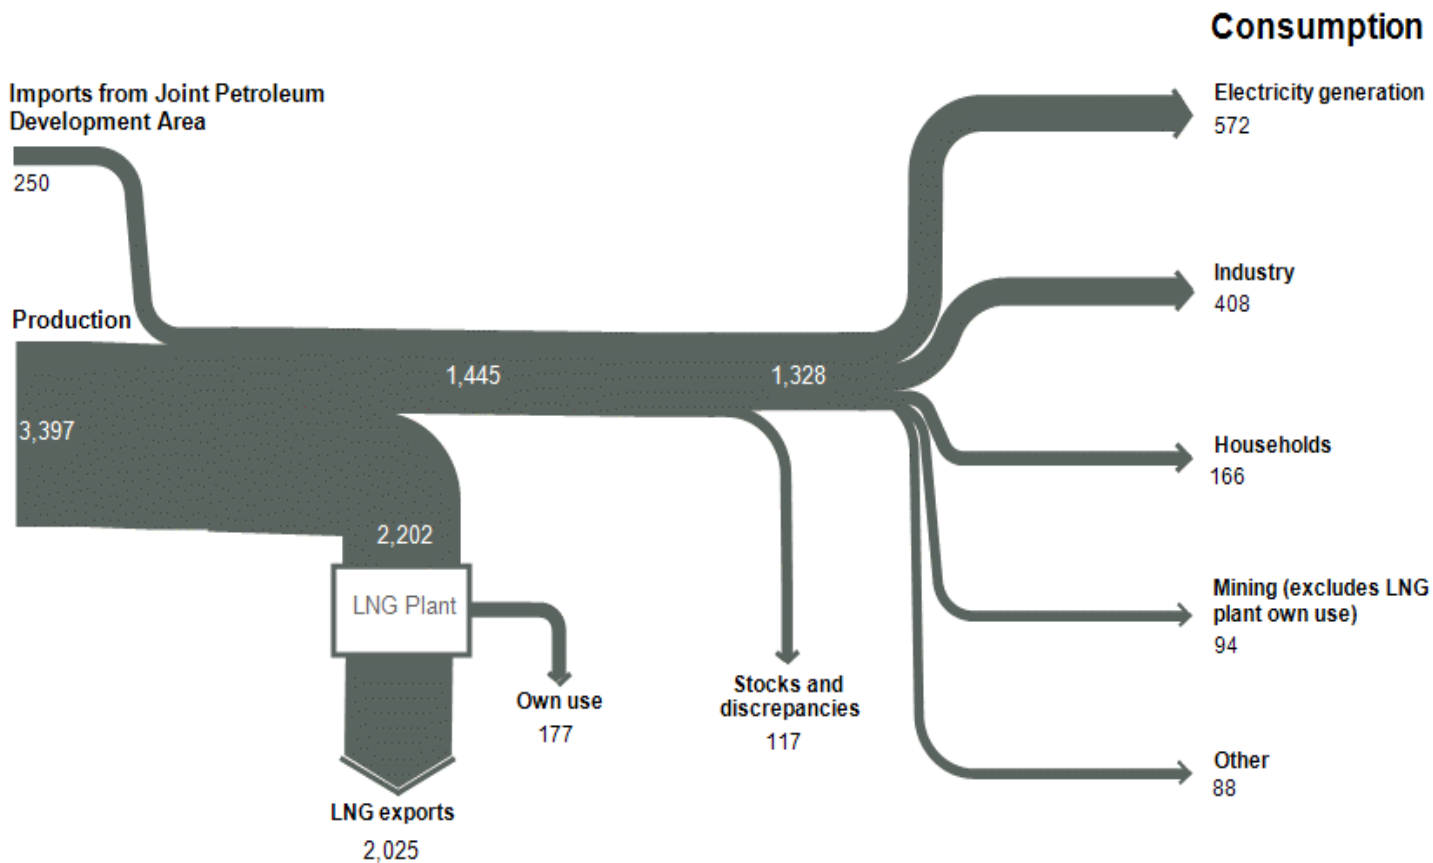 Consumption
Imports from Joint Petroleum
Development Area
250
Electricity generation
572
Industry
408
Production
3,397
1,445
1,328
Households
166
2,202
LNG Plant
Mining (excludes LNG
plant own use)
94
Own use
177
Stocks and
discrepancies
117
Other
88
LNG exports
2,025